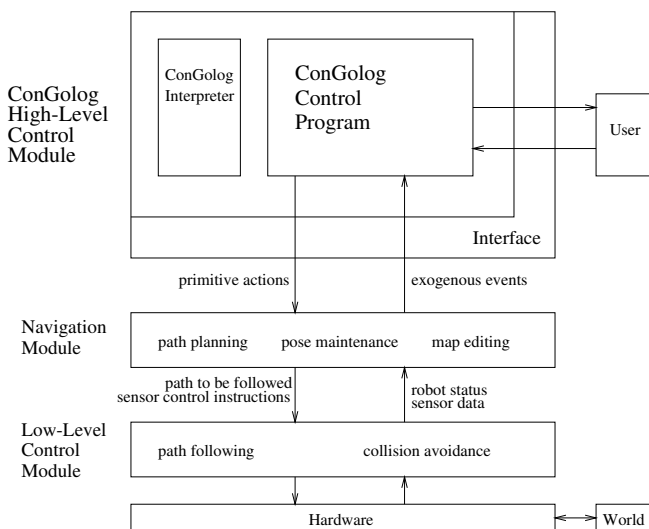 ConGolog
High-Level
Control
Module
ConGolog
Interpreter
ConGolog
Control
Program
User
Interface
primitive actions
exogenous events
Navigation
Module
path planning
pose maintenance
map editing
path to be followed
sensor control instructions
robot status
sensor data
Low-Level
Control
Module
path following
collision avoidance
Hardware
World